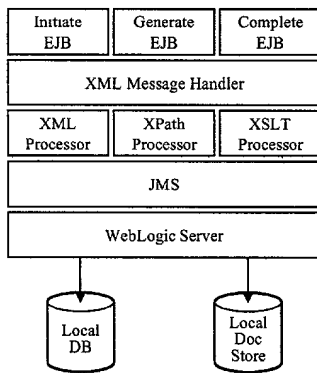 Initiate EJB
Generate EJB
Complete EJB
XML Message Handler
XML Processor
XPath Processor
XSLT Processor
JMS
WebLogic Server
Local DB
Local Doc Store